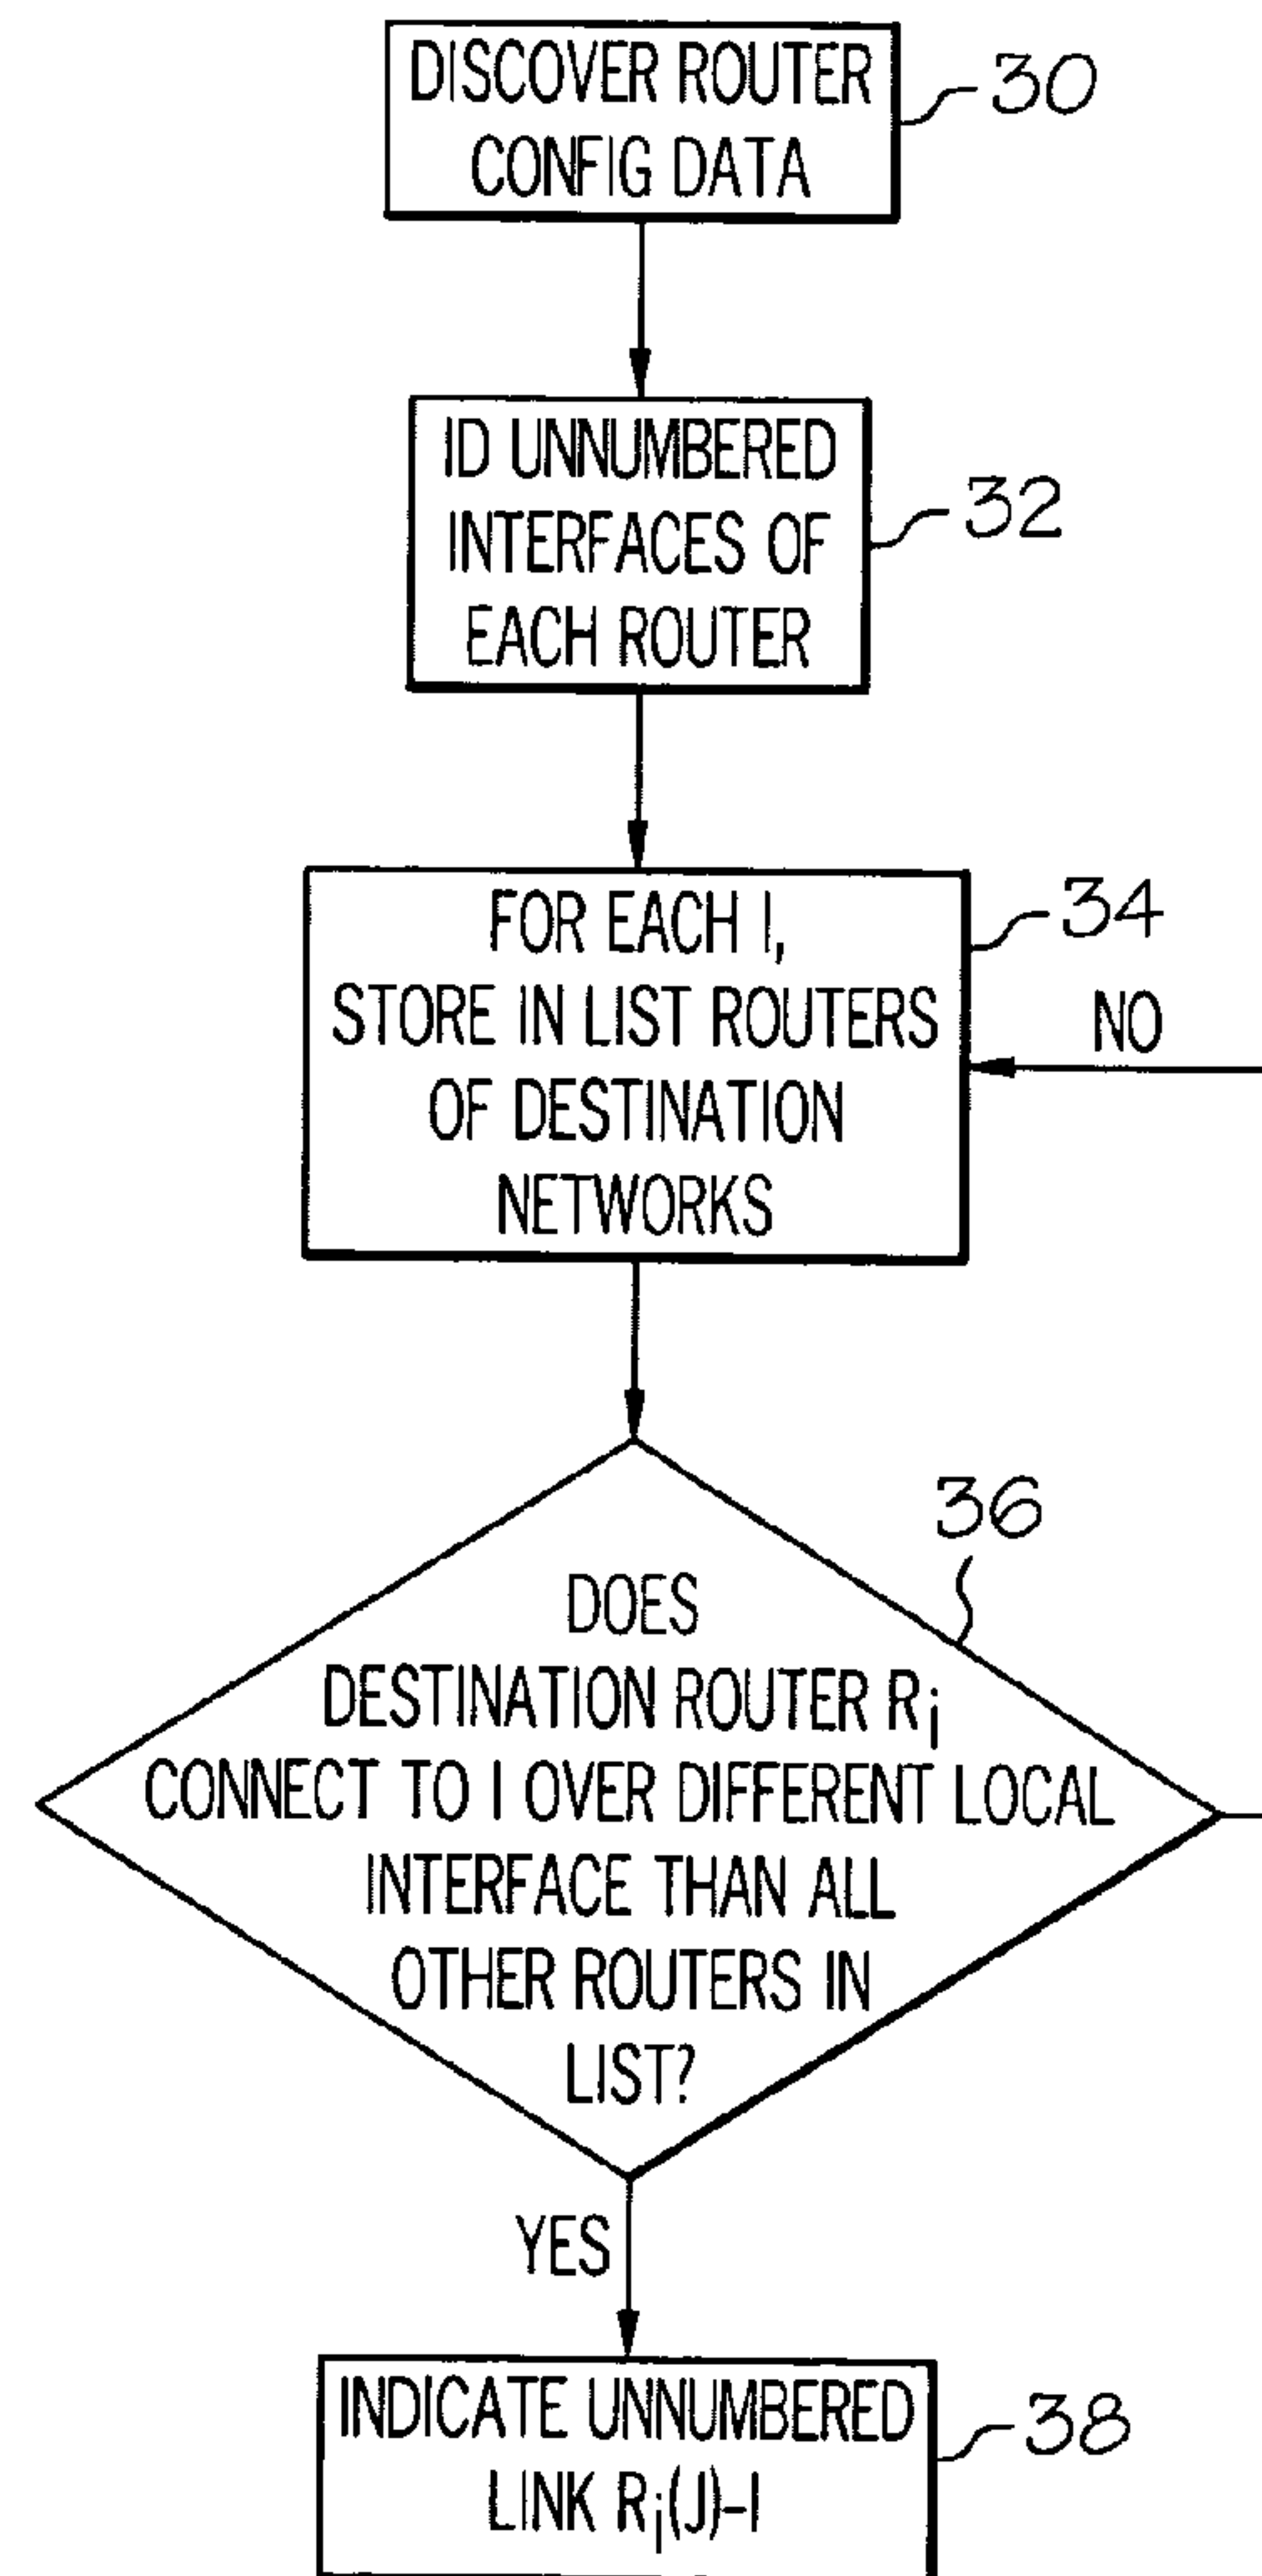 DISCOVER ROUTER
CONFIG DATA
30
ID UNNUMBERED
INTERFACES OF
EACH ROUTER
32
FOR EACH I,
STORE IN LIST ROUTERS
OF DESTINATION
NETWORKS
34
NO
36
DOES
DESTINATION ROUTER Ri
CONNECT TO I OVER DIFFERENT LOCAL
INTERFACE THAN ALL
OTHER ROUTERS IN
LIST?
YES
INDICATE UNNUMBERED
LINK Ri(J)-I
38